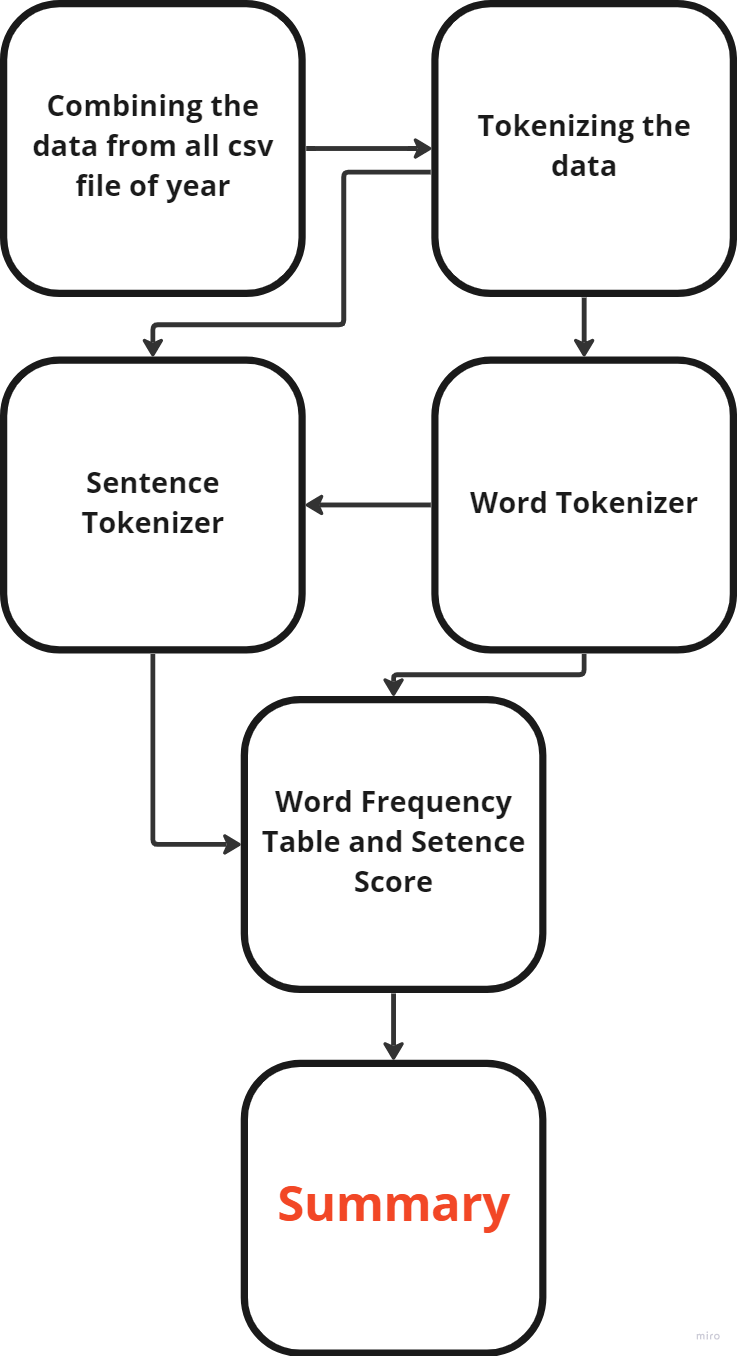 Combining the
data from all csv
file of year
Tokenizing the
data
Sentence
Tokenizer
Word Tokenizer
Word Frequency
Table and Setence
Score
Summary
miro